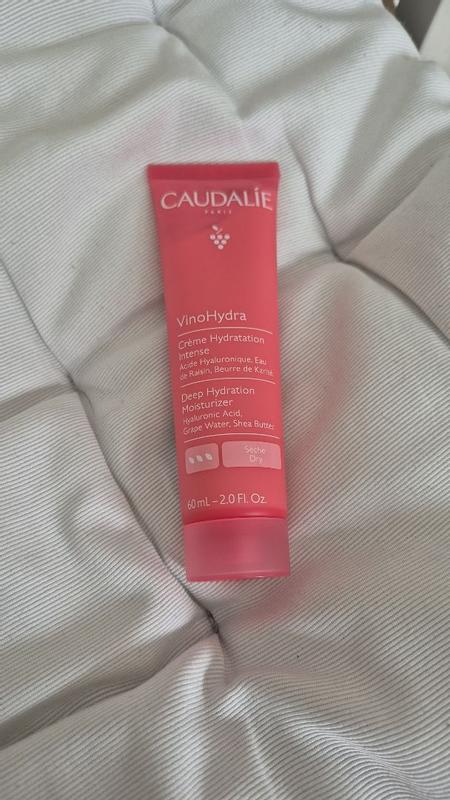 CAUDALÍE
PARIS
VinoHydra
Crème Hydratation
Intense
Acide Hyaluronique, Eau
de Raisin, Beurre de Karité
Deep Hydration
Moisturizer
Hyaluronic Acid,
Grape Water, Shea Butter
Sèche
Dry
60 mL – 2.0 Fl. Oz.